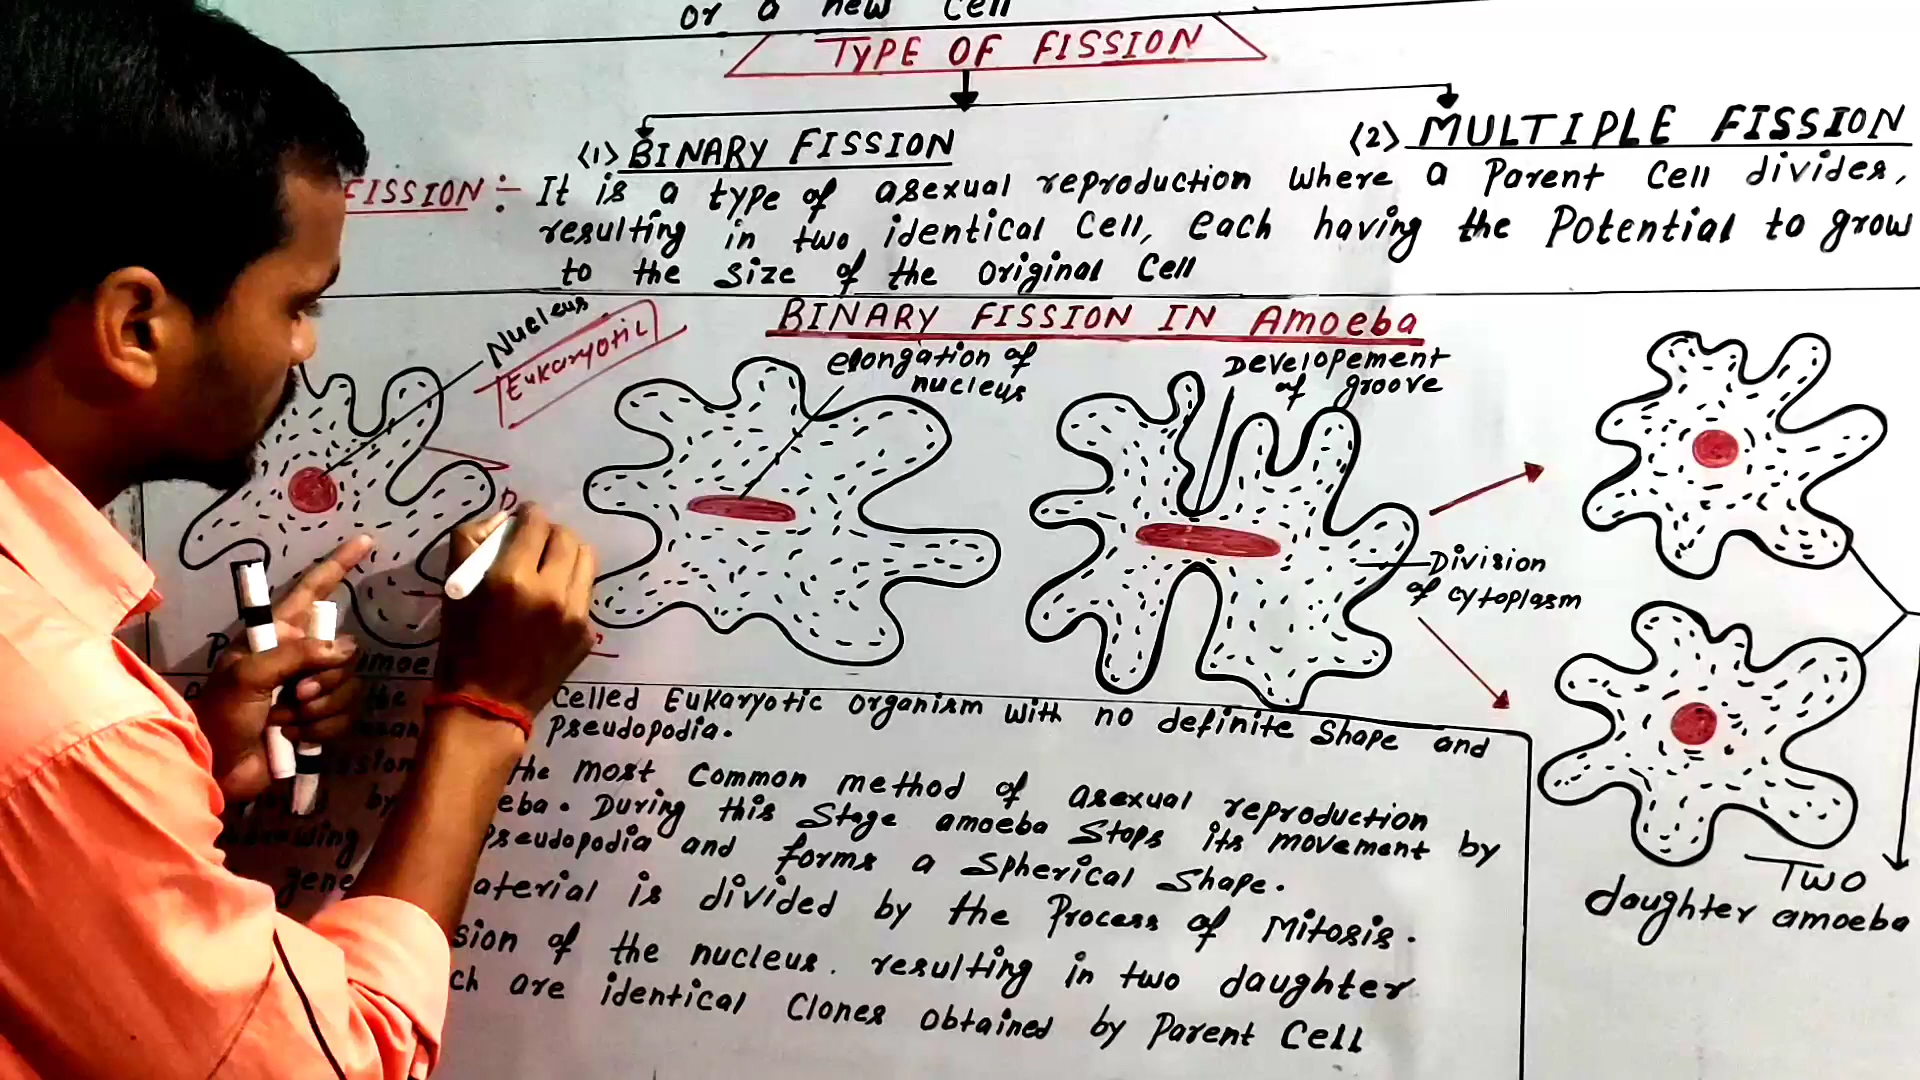 or a new Cell
TYPE OF FISSION
(1) BINARY FISSION
(2) MULTIPLE FISSION
FISSION :- It is a type of asexual reproduction where a Parent Cell divides,
resulting in two identical Cell, each having the Potential to grow
to the size of the original Cell
BINARY FISSION IN Amoeba
Nucleus
Eukaryotic
elongation of
nucleus
Developement
of groove
Division
of cytoplasm
Two
daughter amoeba
Celled Eukaryotic organism with no definite Shape and
Pseudopodia.
the most Common method of asexual reproduction
by eba. During this Stage amoeba Stops its movement by
Pseudopodia and forms a Spherical Shape.
gene aterial is divided by the Process of Mitosis.
sion of the nucleus. resulting in two daughter
ch are identical Clones obtained by Parent Cell